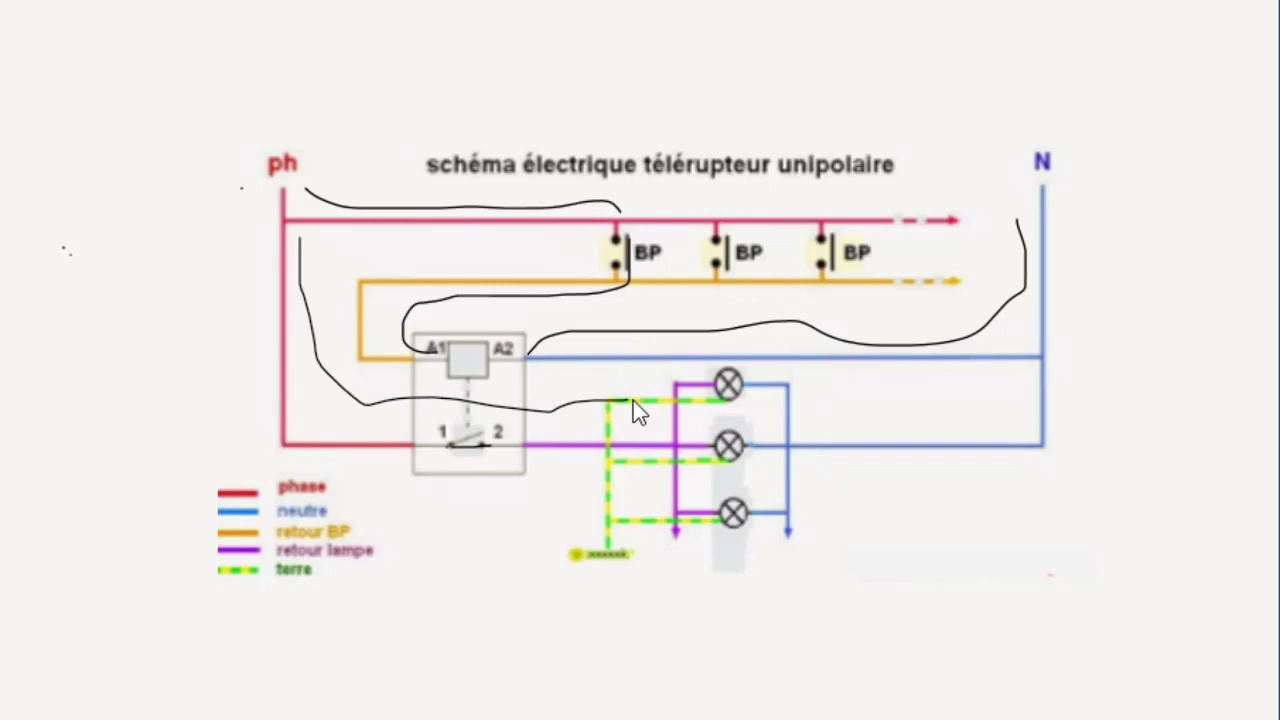 ph
schéma électrique télérupteur unipolaire
N
BP
BP
BP
A1
A2
1
2
phase
neutre
retour BP
retour lampe
terre